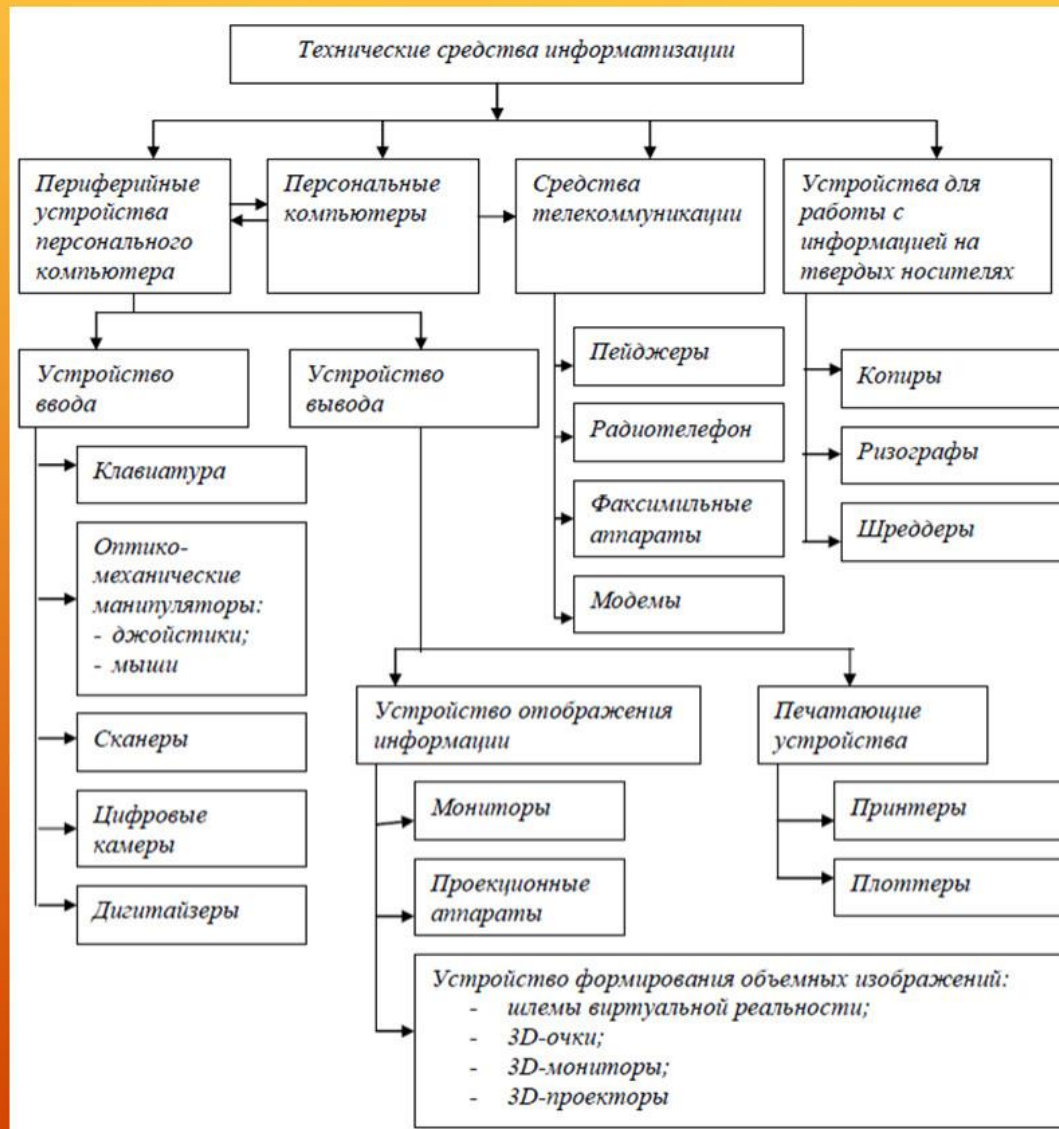 Технические средства информатизации
Периферийные
устройства
персонального
компьютера
Персональные
компьютеры
Средства
телекоммуникации
Устройства для
работы с
информацией на
твердых носителях
Устройство
ввода
Устройство
вывода
Пейджеры
Радиотелефон
Факсимильные
аппараты
Модемы
Копиры
Ризографы
Шреддеры
Клавиатура
Оптико-
механические
манипуляторы:
- джойстики;
- мыши
Сканеры
Цифровые
камеры
Дигитайзеры
Устройство отображения
информации
Печатающие
устройства
Мониторы
Проекционные
аппараты
Устройство формирования объемных изображений:
- шлемы виртуальной реальности;
- 3D-очки;
- 3D-мониторы;
- 3D-проекторы
Принтеры
Плоттеры